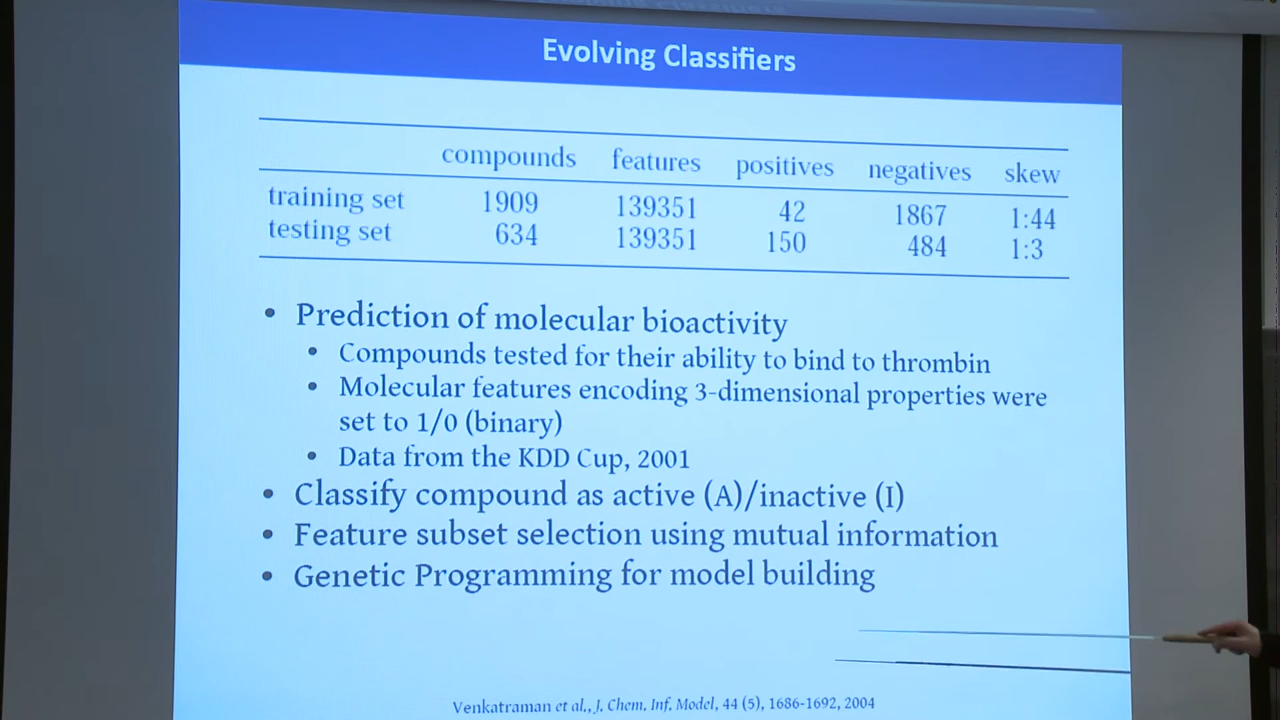 Evolving Classifiers
compounds features positives negatives skew
training set 1909 139351 42 1867 1:44
testing set 634 139351 150 484 1:3
• Prediction of molecular bioactivity
• Compounds tested for their ability to bind to thrombin
• Molecular features encoding 3-dimensional properties were
set to 1/0 (binary)
• Data from the KDD Cup, 2001
• Classify compound as active (A)/inactive (I)
• Feature subset selection using mutual information
• Genetic Programming for model building
Venkatraman et al., J. Chem. Inf. Model, 44 (5), 1686-1692, 2004